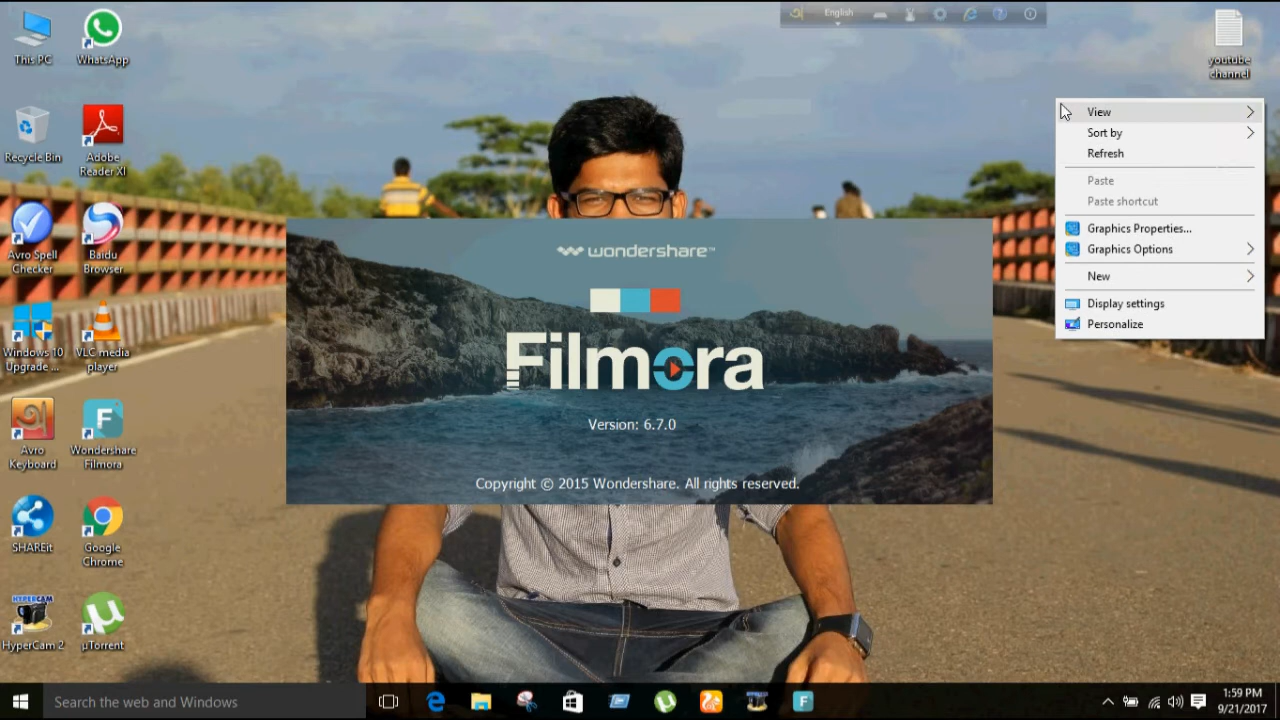 English
This PC
WhatsApp
youtube
channel
Recycle Bin
Adobe
Reader XI
Avro Spell
Checker
Baidu
Browser
Windows 10
Upgrade ...
VLC media
player
Avro
Keyboard
Wondershare
Filmora
SHAREit
Google
Chrome
HYPERCAM
HyperCam 2
µTorrent
wondershare™
Filmora
Version: 6.7.0
Copyright © 2015 Wondershare. All rights reserved.
View
Sort by
Refresh
Paste
Paste shortcut
Graphics Properties...
Graphics Options
New
Display settings
Personalize
Search the web and Windows
1:59 PM
9/21/2017